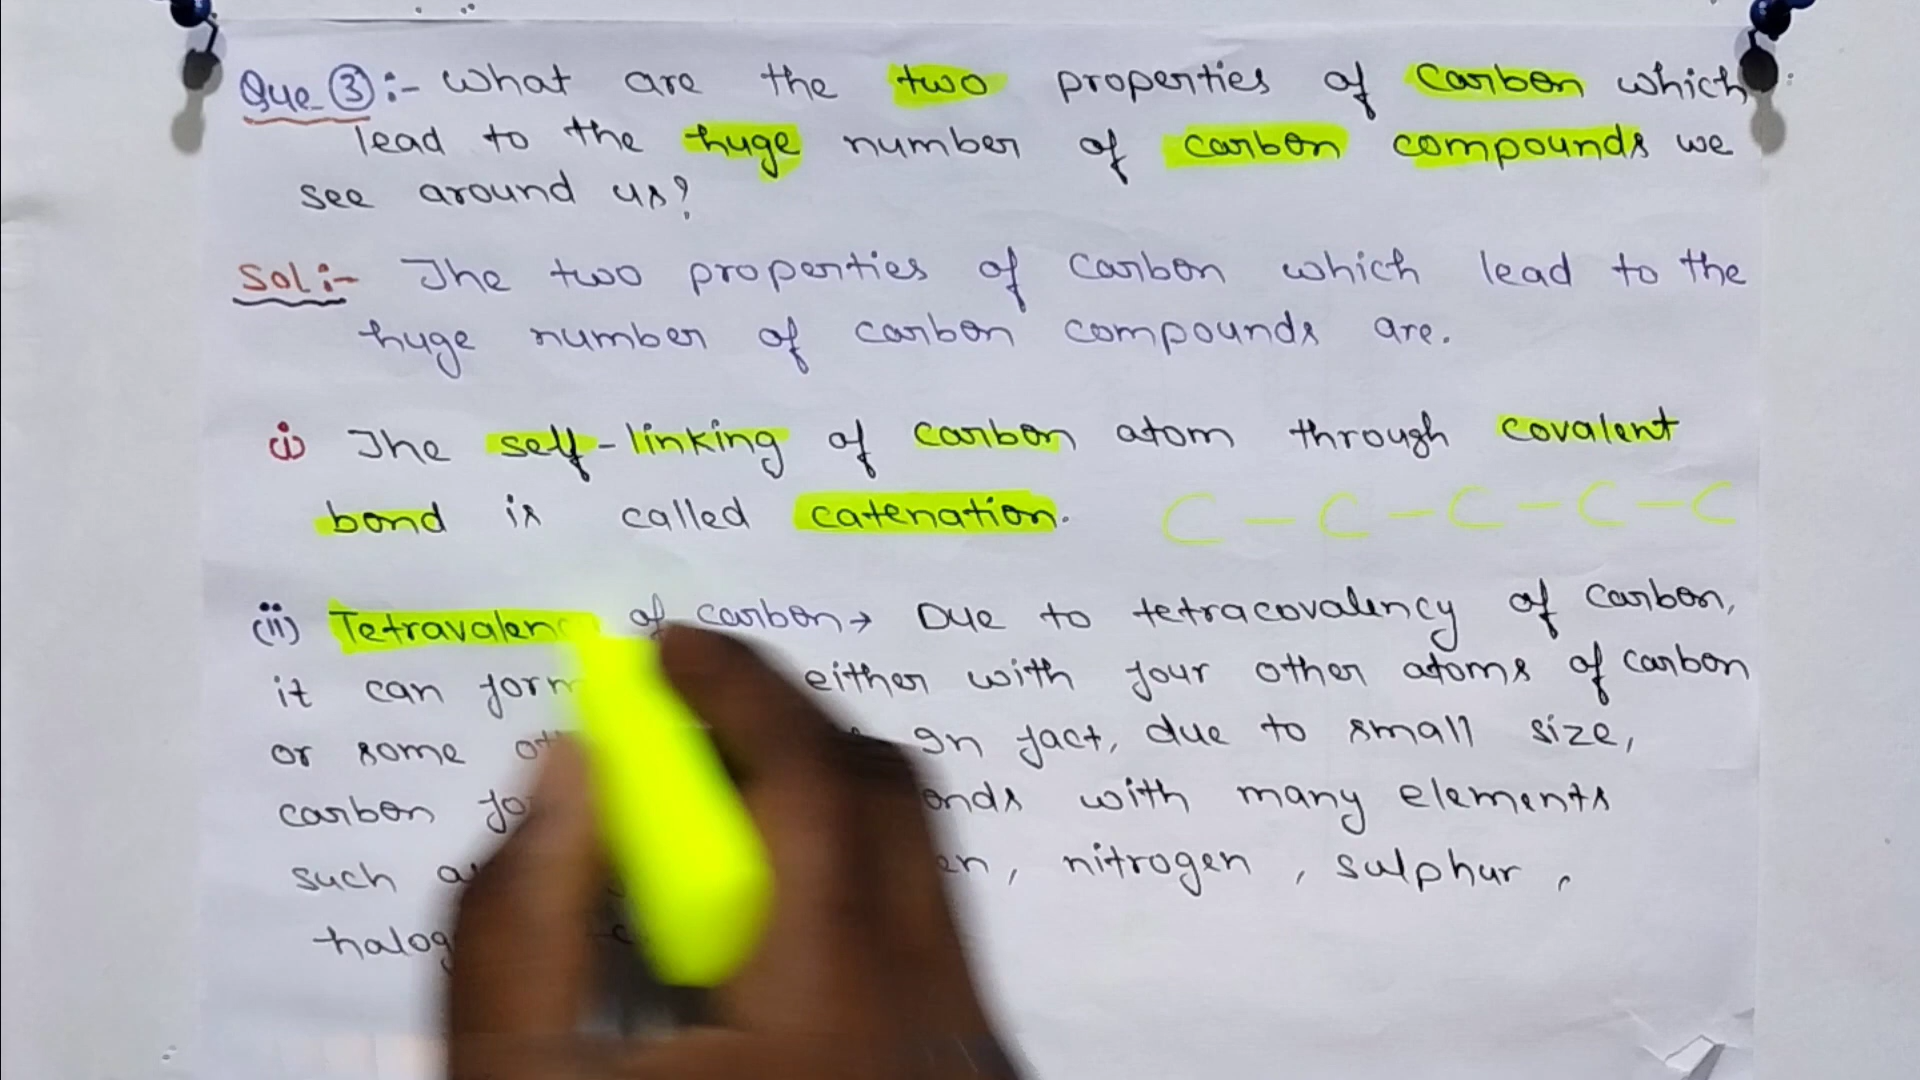 Que ③:- What are the two properties of carbon which
lead to the huge number of carbon compounds we
see around us?
Sol:- The two properties of carbon which lead to the
huge number of carbon compounds are.
(i) The self-linking of carbon atom through covalent
bond is called catenation. C - C - C - C - C
(ii) Tetravalency of carbon → Due to tetracovalency of carbon,
it can form either with four other atoms of carbon
or some In fact, due to small size,
carbon with many elements
such nitrogen, sulphur,